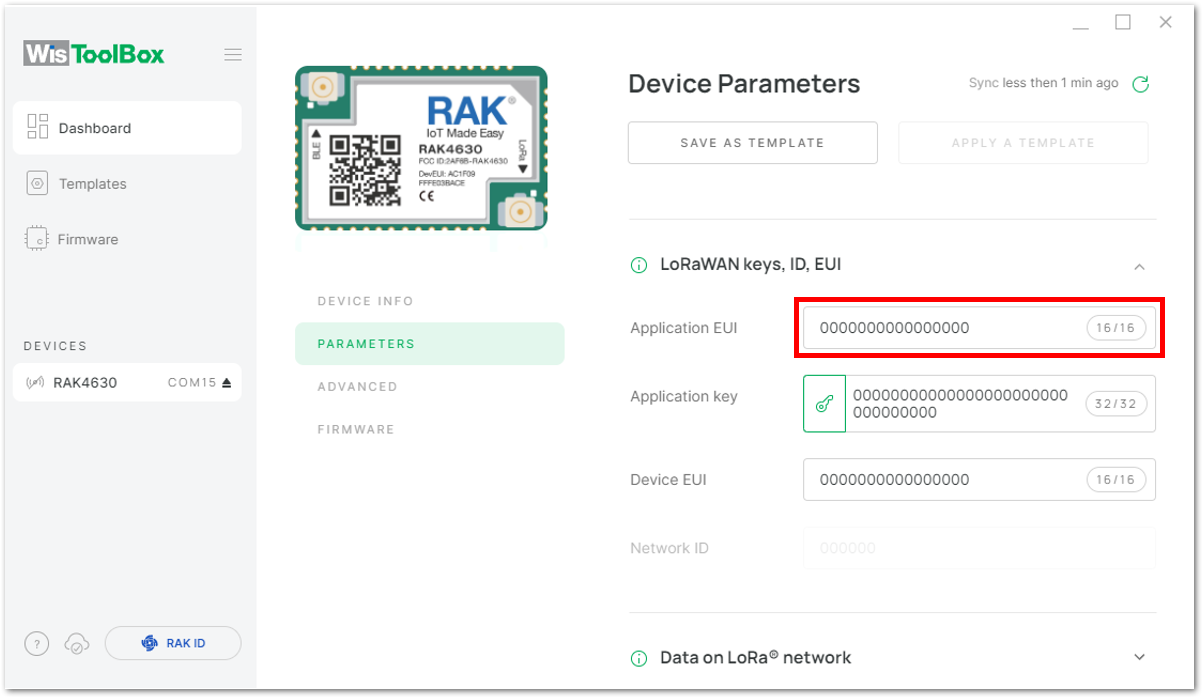 WisToolBox
Dashboard
Templates
Firmware
DEVICES
RAK4630 COM15
?
RAK ID
RAK®
IoT Made Easy
RAK4630
FCC ID:2AF6B-RAK4630
DevEUI: AC1F09
FFFE03BACE
CE
BLE
LoRa
DEVICE INFO
PARAMETERS
ADVANCED
FIRMWARE
Device Parameters
Sync less then 1 min ago
SAVE AS TEMPLATE
APPLY A TEMPLATE
LoRaWAN keys, ID, EUI
Application EUI 0000000000000000 16/16
Application key 00000000000000000000000
000000000 32/32
Device EUI 0000000000000000 16/16
Network ID 000000
Data on LoRa® network